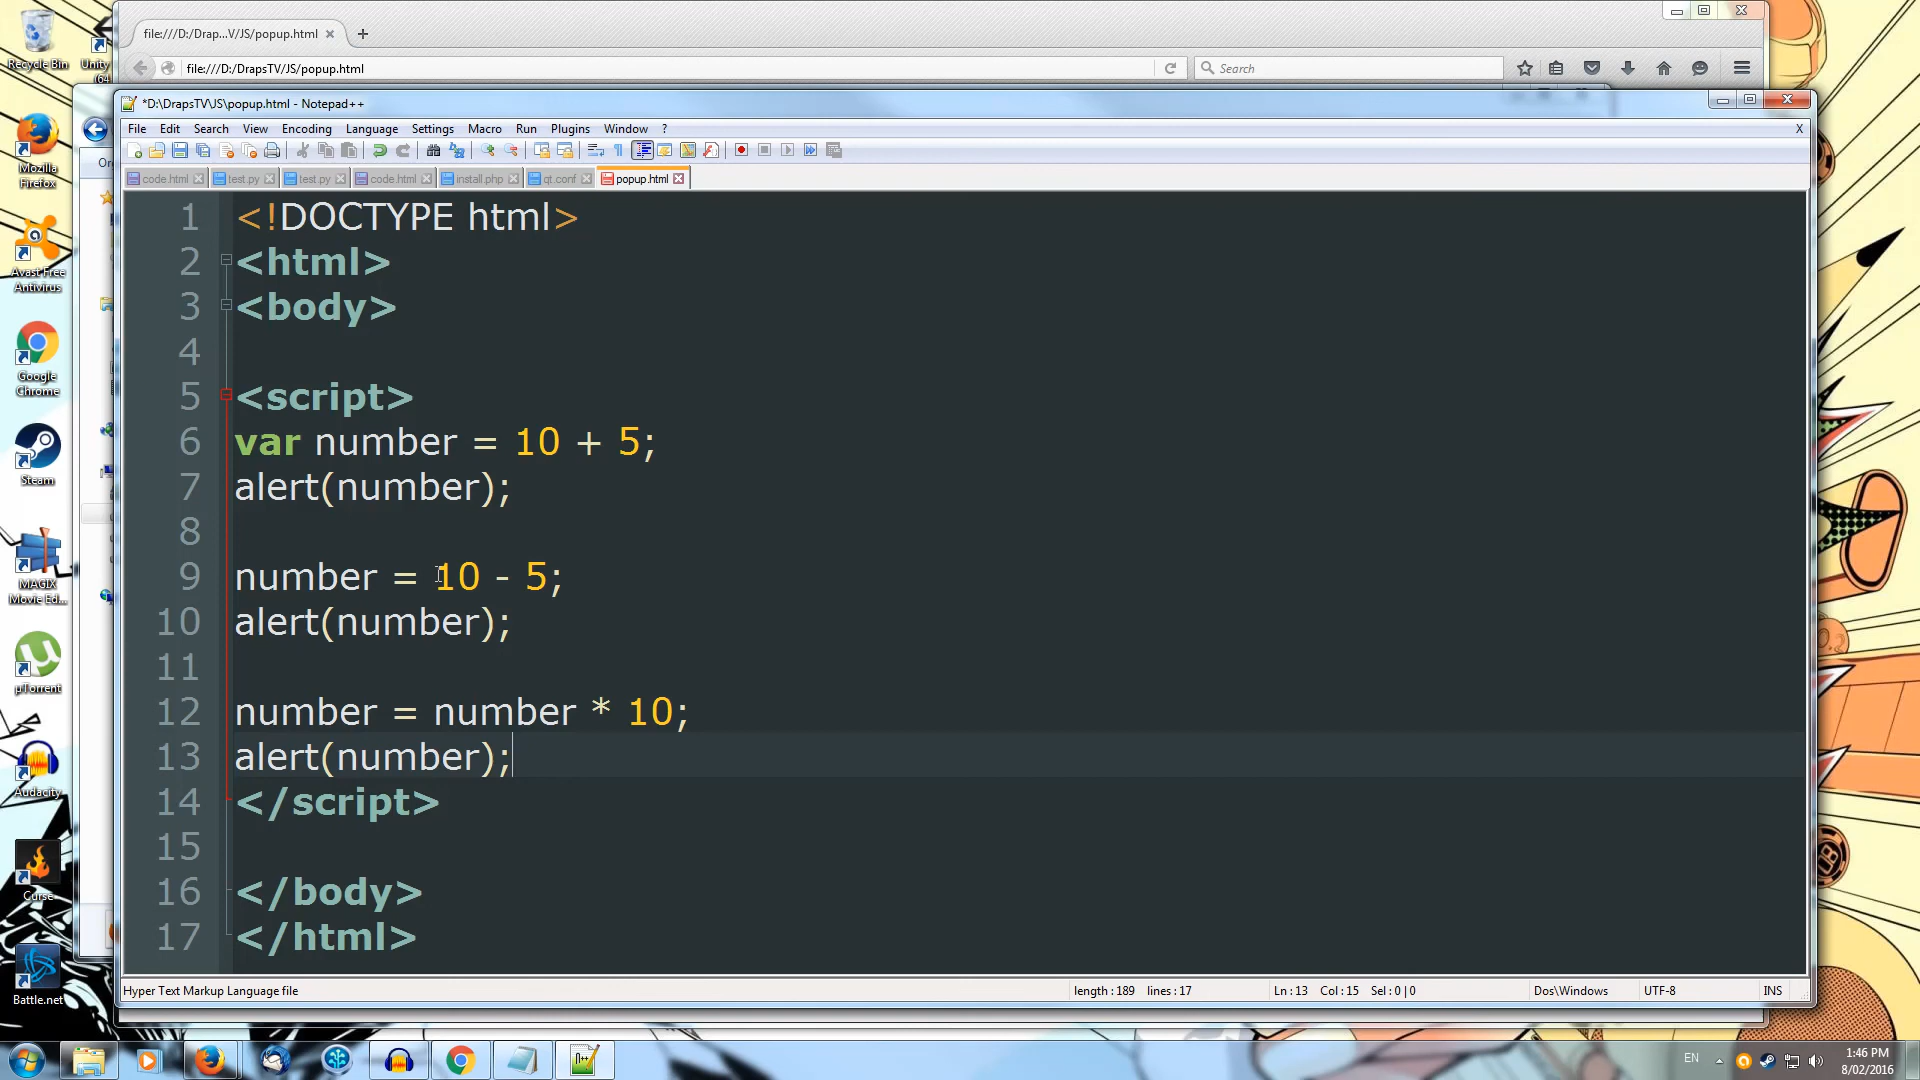 Recycle Bin
Unity
(64
Mozilla
Firefox
Avast Free
Antivirus
Google
Chrome
Steam
MAGIX
Movie Ed...
µTorrent
Audacity
Curse
Battle.net
file:///D:/Drap...V/JS/popup.html
file:///D:/DrapsTV/JS/popup.html
Search
Or
*D:\DrapsTV\JS\popup.html - Notepad++
File Edit Search View Encoding Language Settings Macro Run Plugins Window ?
X
code.html test.py test.py code.html install.php qt.conf popup.html
1 <!DOCTYPE html>
2 <html>
3 <body>
4
5 <script>
6 var number = 10 + 5;
7 alert(number);
8
9 number = 10 - 5;
10 alert(number);
11
12 number = number * 10;
13 alert(number);
14 </script>
15
16 </body>
17 </html>
Hyper Text Markup Language file length : 189 lines : 17 Ln : 13 Col : 15 Sel : 0 | 0 Dos\Windows UTF-8 INS
EN
1:46 PM
8/02/2016